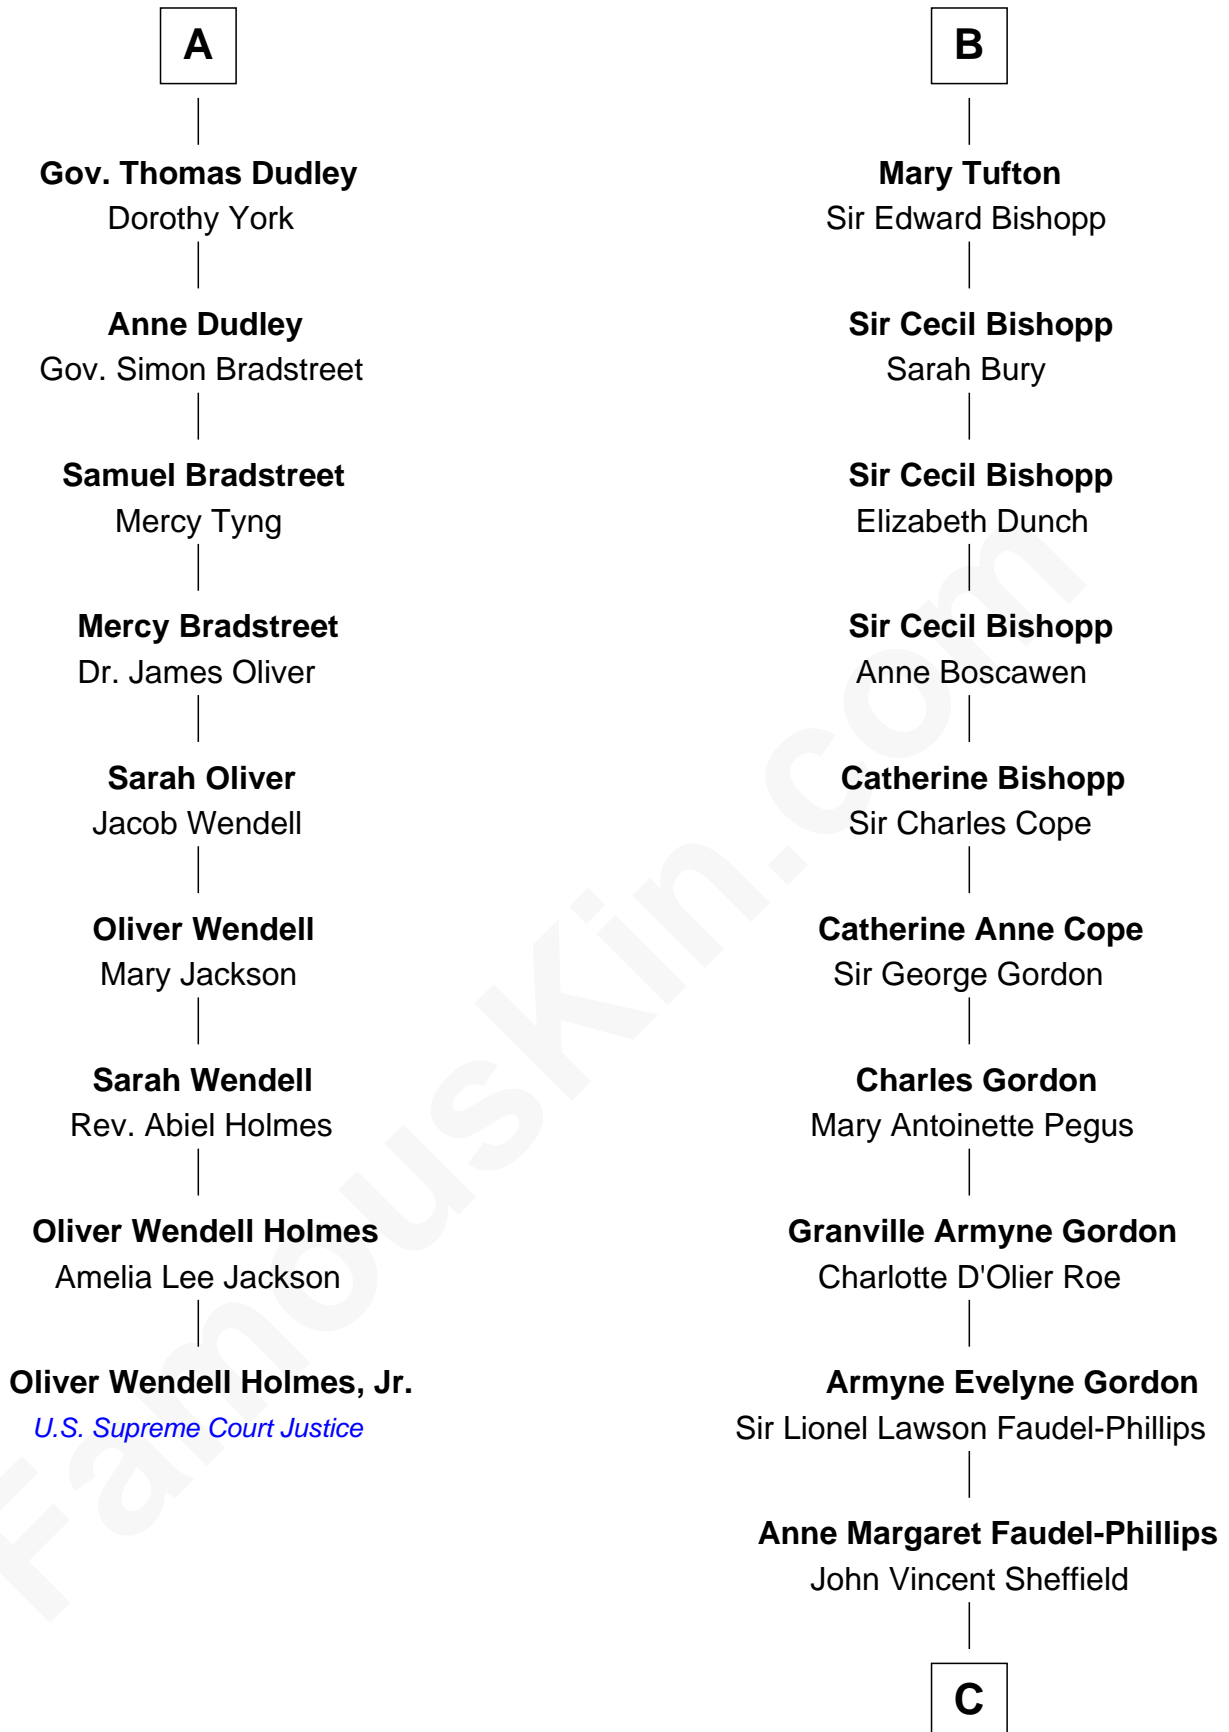 A
Gov. Thomas Dudley
Dorothy York
Anne Dudley
Gov. Simon Bradstreet
Samuel Bradstreet
Mercy Tyng
Mercy Bradstreet
Dr. James Oliver
Sarah Oliver
Jacob Wendell
Oliver Wendell
Mary Jackson
Sarah Wendell
Rev. Abiel Holmes
Oliver Wendell Holmes
Amelia Lee Jackson
Oliver Wendell Holmes, Jr.
U.S. Supreme Court Justice
B
Mary Tufton
Sir Edward Bishopp
Sir Cecil Bishopp
Sarah Bury
Sir Cecil Bishopp
Elizabeth Dunch
Sir Cecil Bishopp
Anne Boscawen
Catherine Bishopp
Sir Charles Cope
Catherine Anne Cope
Sir George Gordon
Charles Gordon
Mary Antoinette Pegus
Granville Armyne Gordon
Charlotte D'Olier Roe
Armyne Evelyne Gordon
Sir Lionel Lawson Faudel-Phillips
Anne Margaret Faudel-Phillips
John Vincent Sheffield
C
FamousKin.com